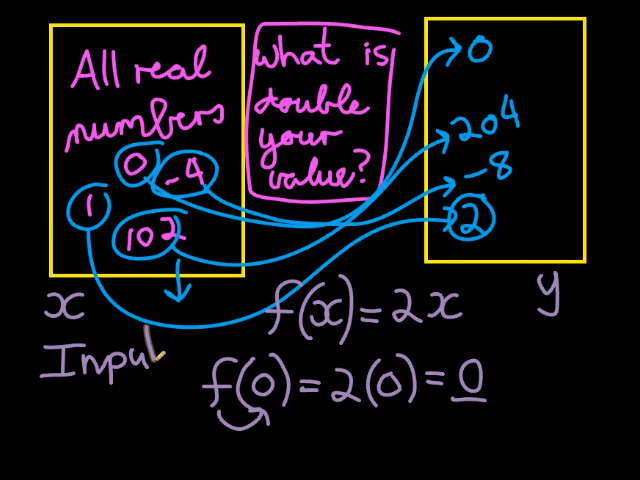 All real
numbers
0
-4
1
102
What is
double
your
value?
0
204
-8
2
x
f(x)=2x
y
Inpu
f(0)=2(0)=0